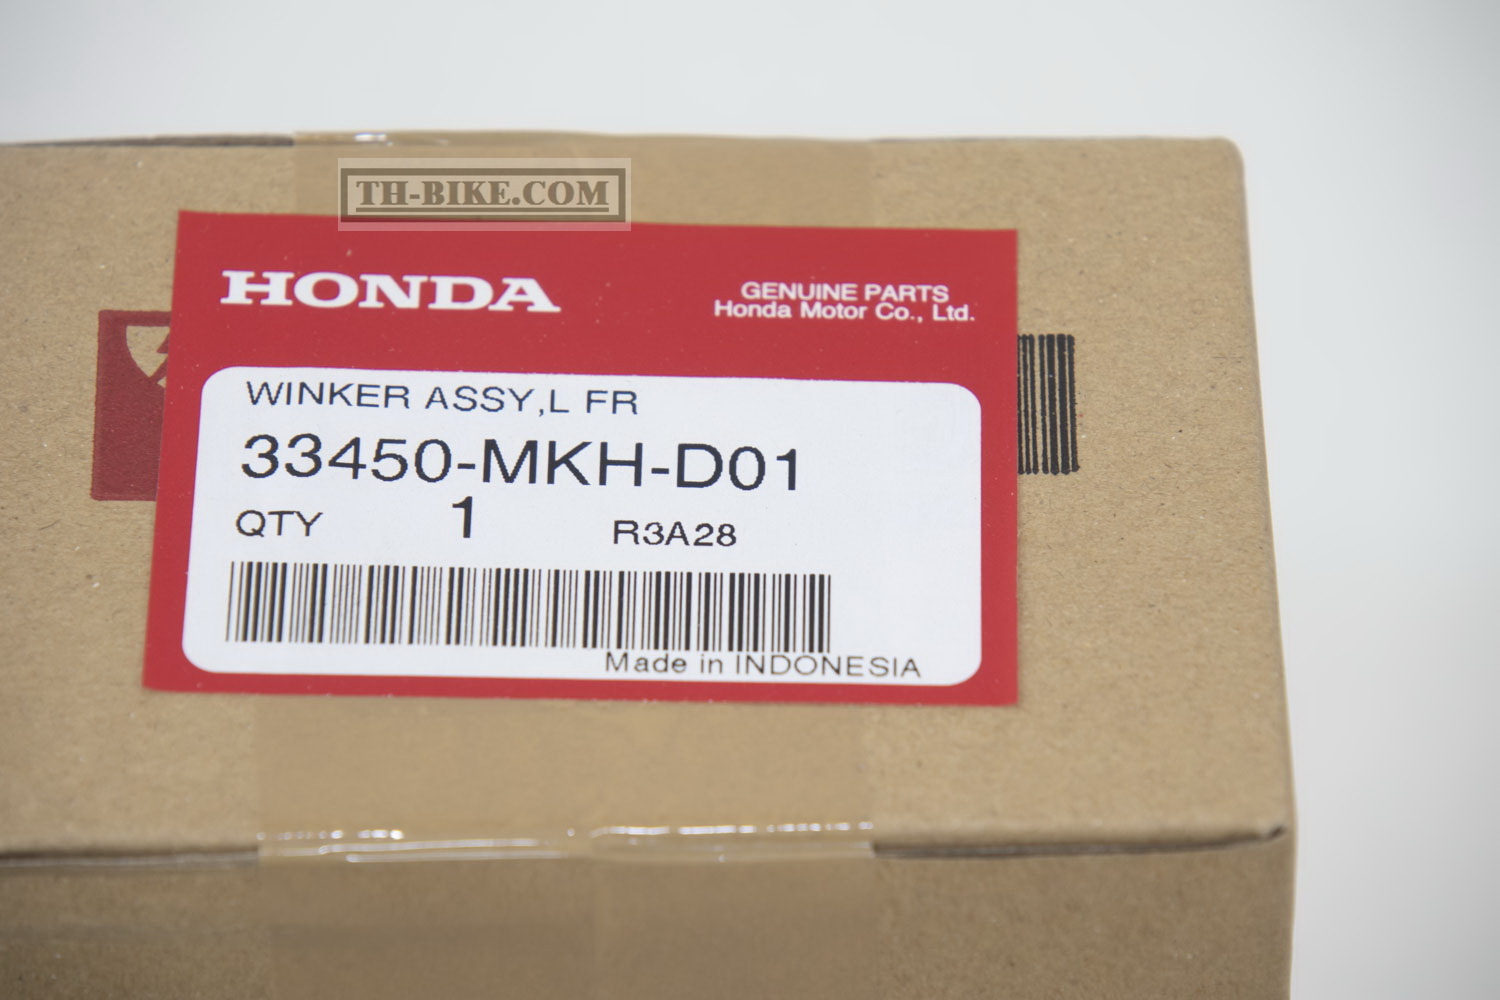 TH-BIKE.COM
HONDA
GENUINE PARTS
Honda Motor Co., Ltd.
WINKER ASSY,L FR
33450-MKH-D01
QTY 1 R3A28
Made in INDONESIA